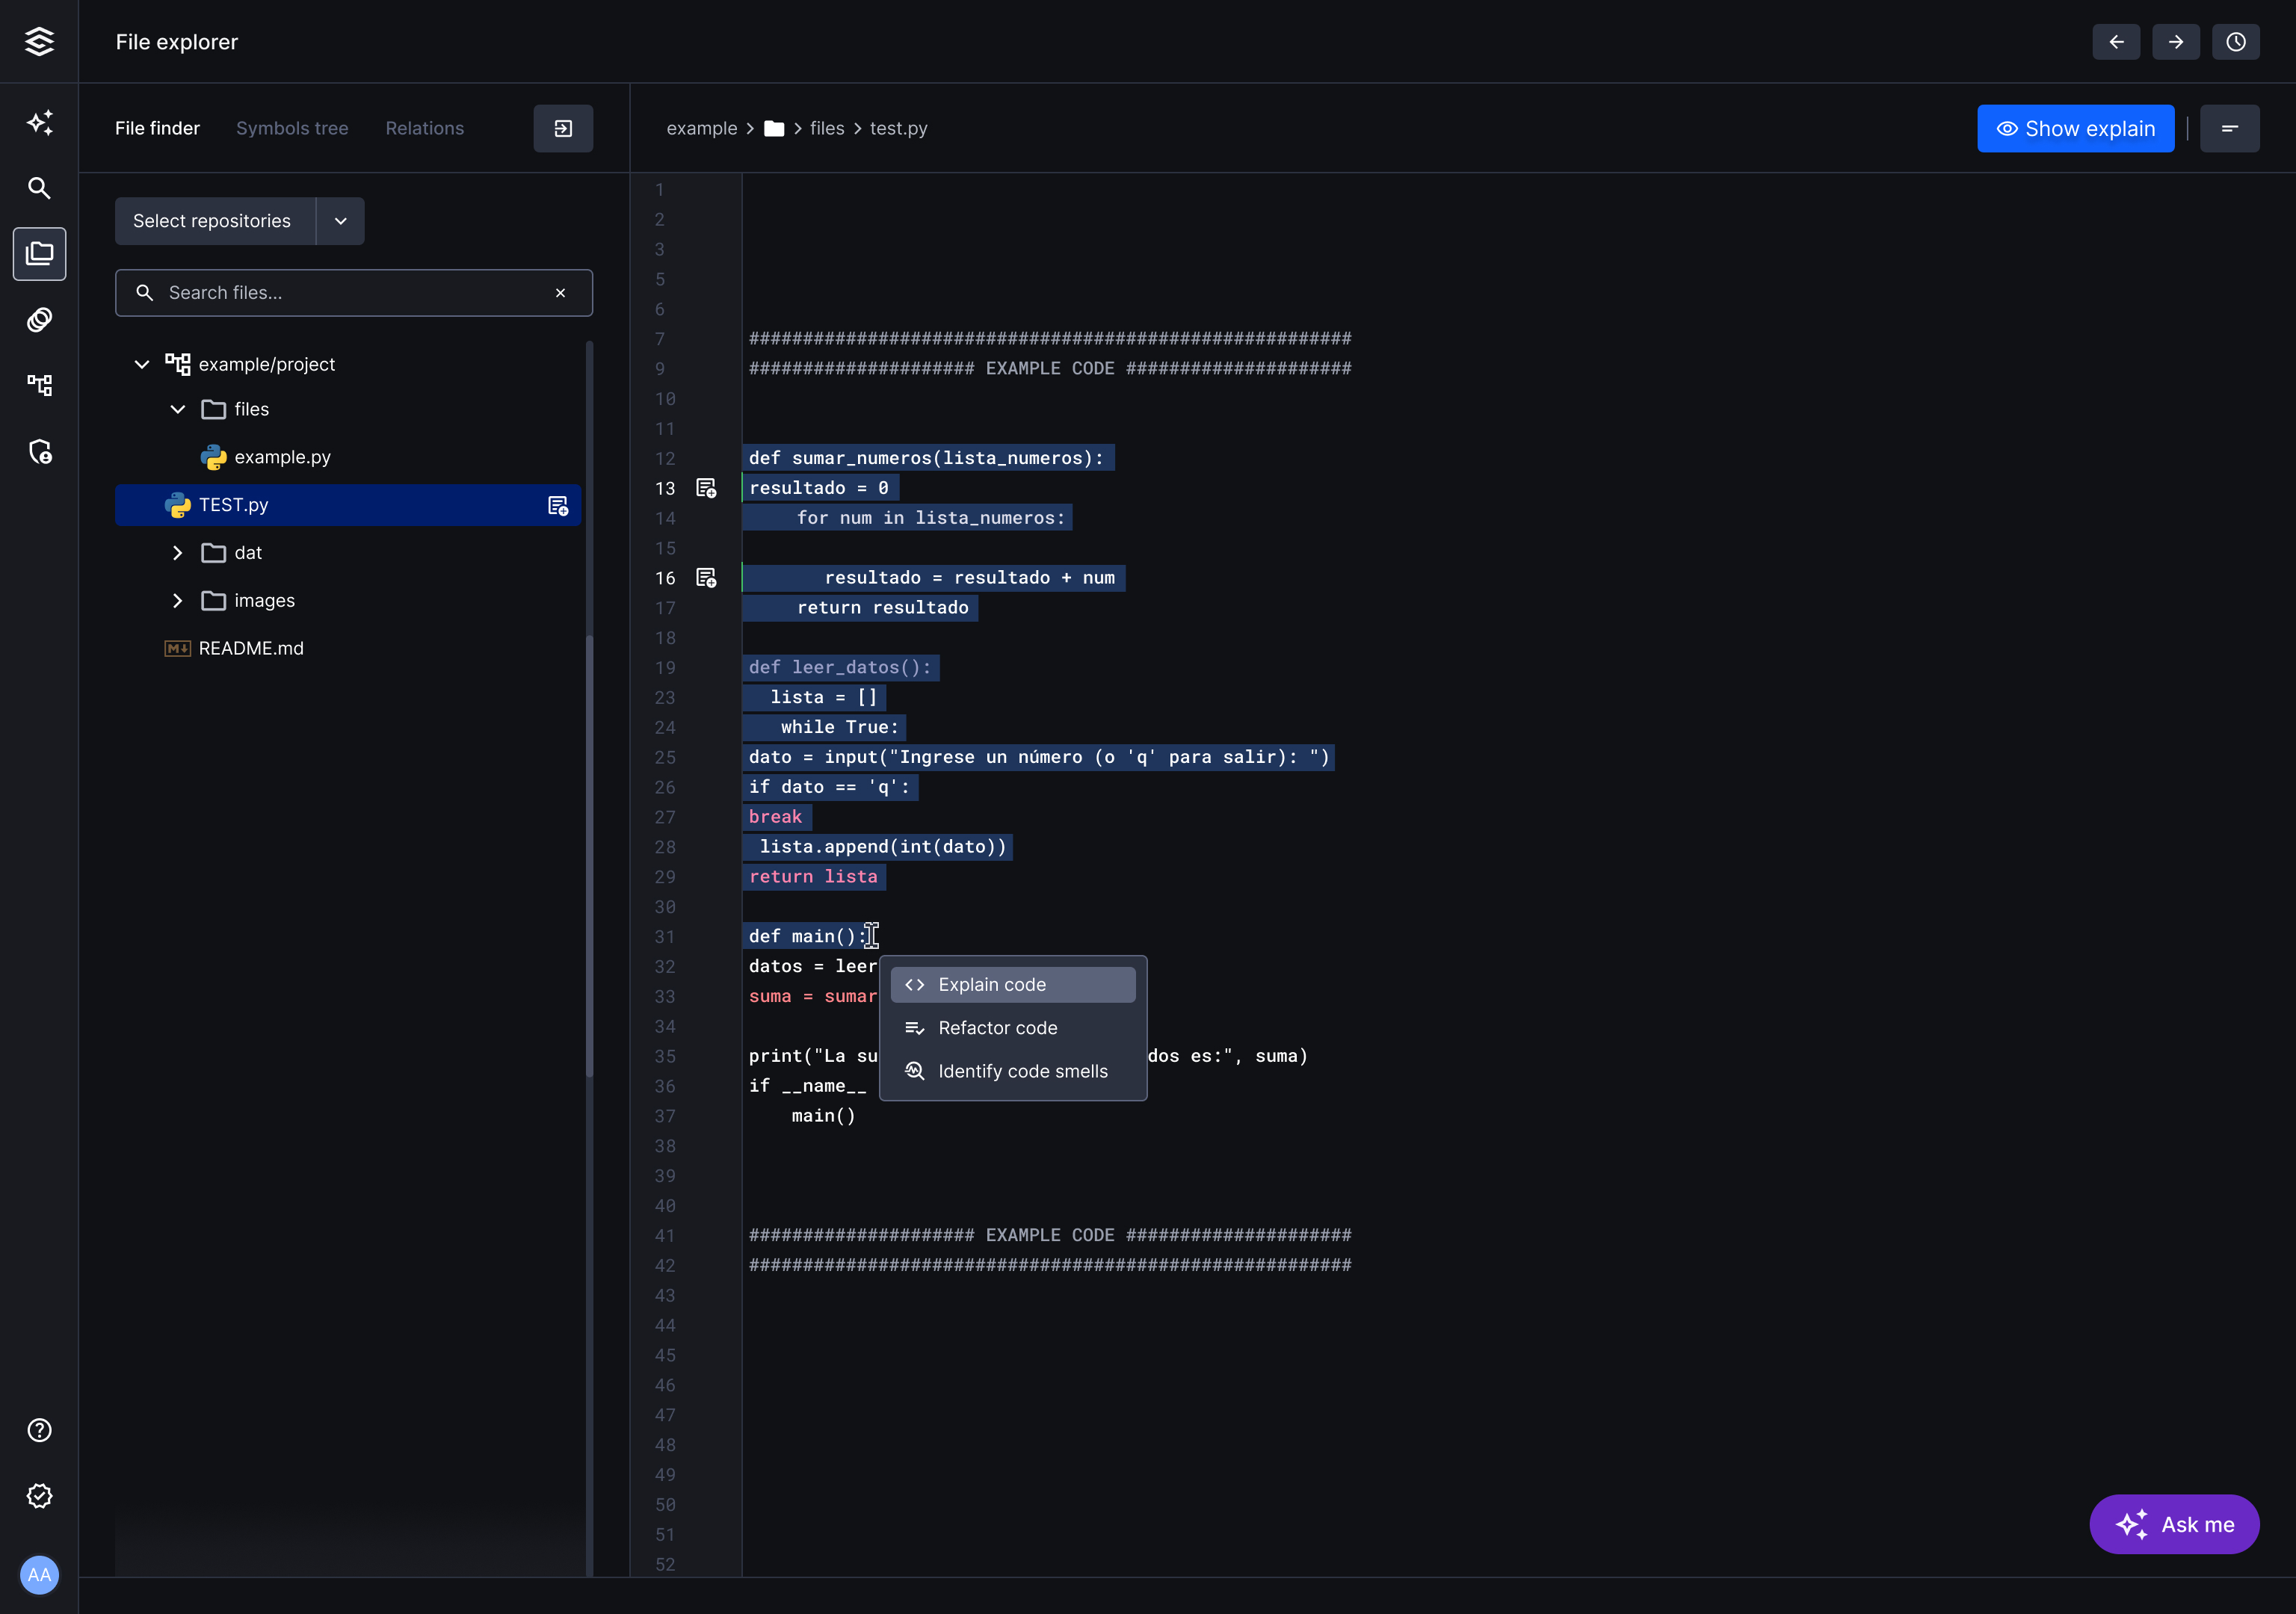 File explorer
File finder Symbols tree Relations
example > > files > test.py
Show explain
Select repositories
Search files...
example/project
files
example.py
TEST.py
dat
images
README.md
1
2
3
5
6
7 ########################################################
9 ##################### EXAMPLE CODE #####################
10
11
12 def sumar_numeros(lista_numeros):
13 resultado = 0
14 for num in lista_numeros:
15
16 resultado = resultado + num
17 return resultado
18
19 def leer_datos():
23 lista = []
24 while True:
25 dato = input("Ingrese un número (o 'q' para salir): ")
26 if dato == 'q':
27 break
28 lista.append(int(dato))
29 return lista
30
31 def main():
32 datos = leer
33 suma = sumar
34
35 print("La su dos es:", suma)
36 if __name__
37 main()
38
39
40
41 ##################### EXAMPLE CODE #####################
42 ########################################################
43
44
45
46
47
48
49
50
51
52
Explain code
Refactor code
Identify code smells
Ask me
AA